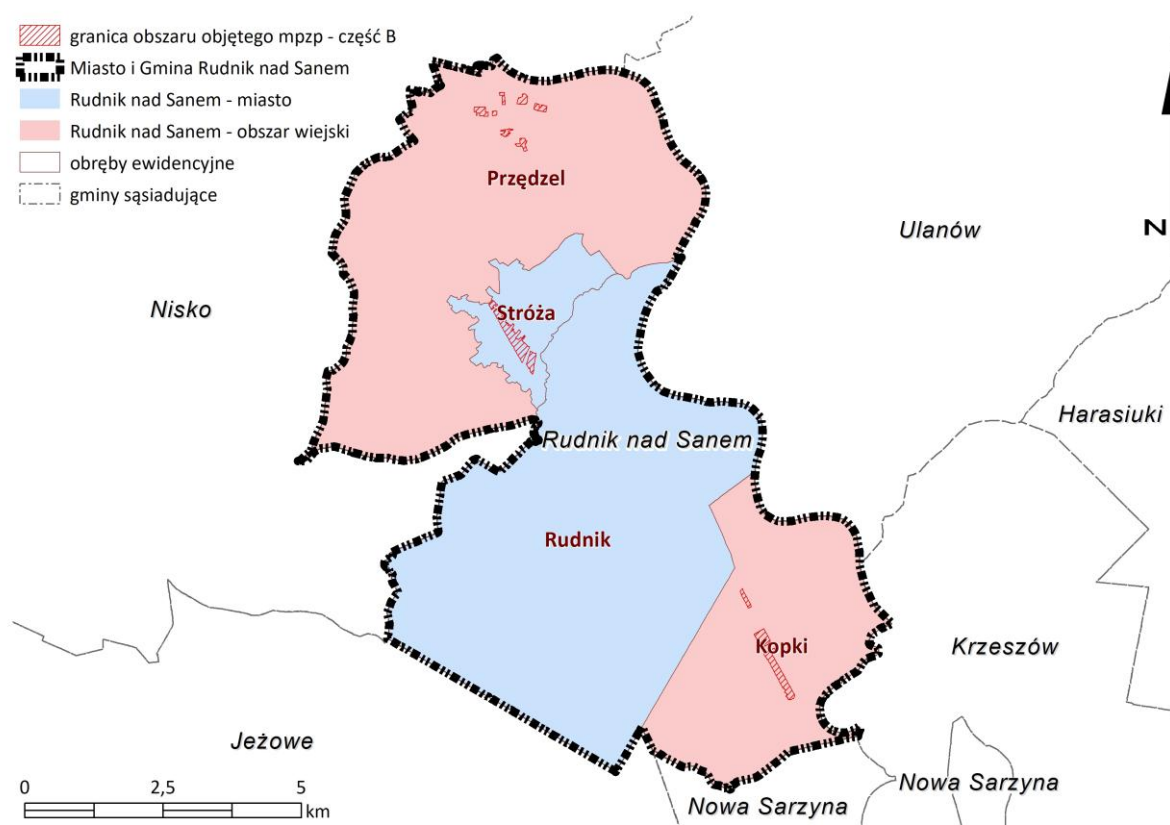 granica obszaru objętego mpzp - część B
Miasto i Gmina Rudnik nad Sanem
Rudnik nad Sanem - miasto
Rudnik nad Sanem - obszar wiejski
obręby ewidencyjne
gminy sąsiadujące
Przędzel
Ulanów
N
Nisko
Stróża
Harasiuki
Rudnik nad Sanem
Rudnik
Kopki
Krzeszów
Jeżowe
Nowa Sarzyna
Nowa Sarzyna
0 2,5 5
km